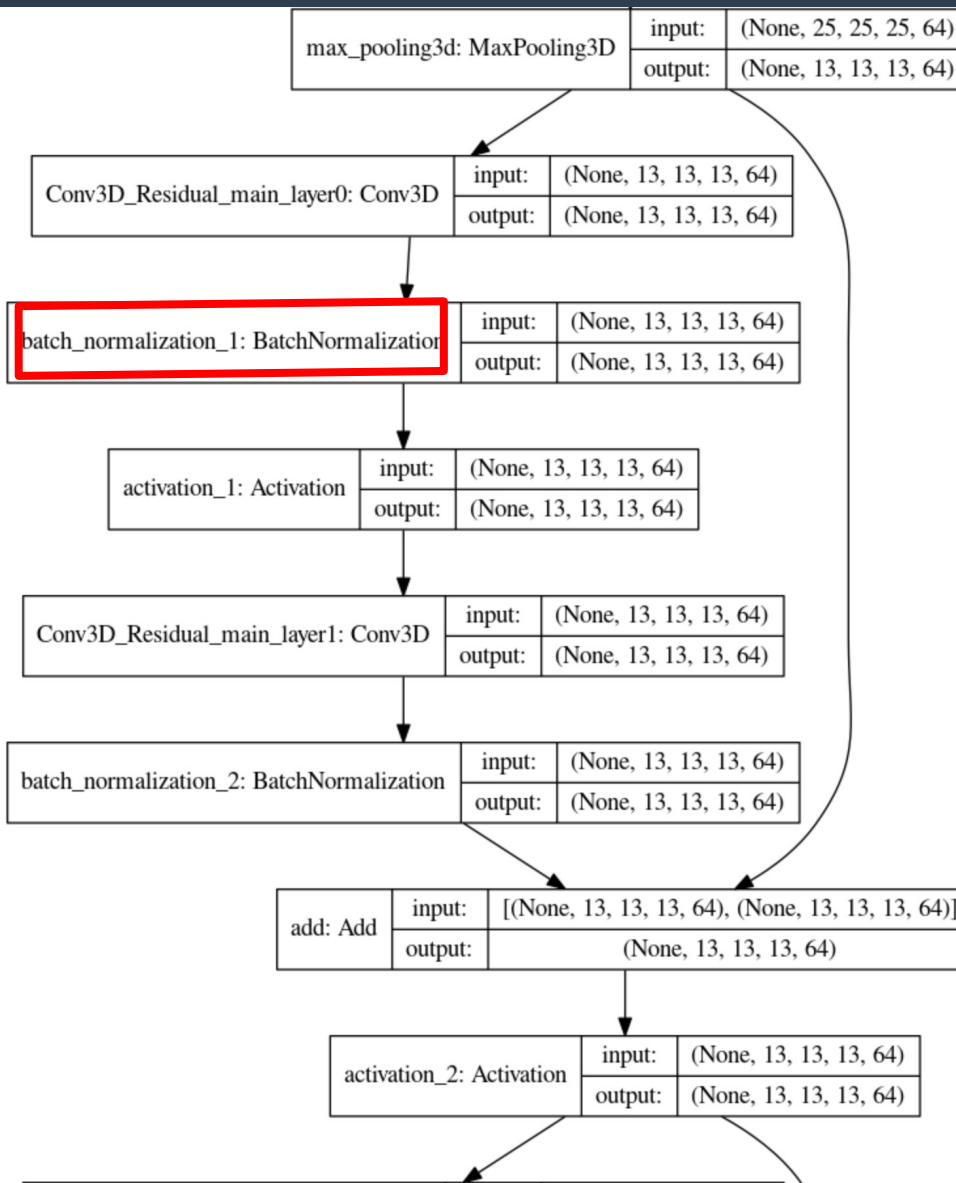 max_pooling3d: MaxPooling3D
input: (None, 25, 25, 25, 64)
output: (None, 13, 13, 13, 64)
Conv3D_Residual_main_layer0: Conv3D
input: (None, 13, 13, 13, 64)
output: (None, 13, 13, 13, 64)
batch_normalization_1: BatchNormalization
input: (None, 13, 13, 13, 64)
output: (None, 13, 13, 13, 64)
activation_1: Activation
input: (None, 13, 13, 13, 64)
output: (None, 13, 13, 13, 64)
Conv3D_Residual_main_layer1: Conv3D
input: (None, 13, 13, 13, 64)
output: (None, 13, 13, 13, 64)
batch_normalization_2: BatchNormalization
input: (None, 13, 13, 13, 64)
output: (None, 13, 13, 13, 64)
add: Add
input: [(None, 13, 13, 13, 64), (None, 13, 13, 13, 64)]
output: (None, 13, 13, 13, 64)
activation_2: Activation
input: (None, 13, 13, 13, 64)
output: (None, 13, 13, 13, 64)